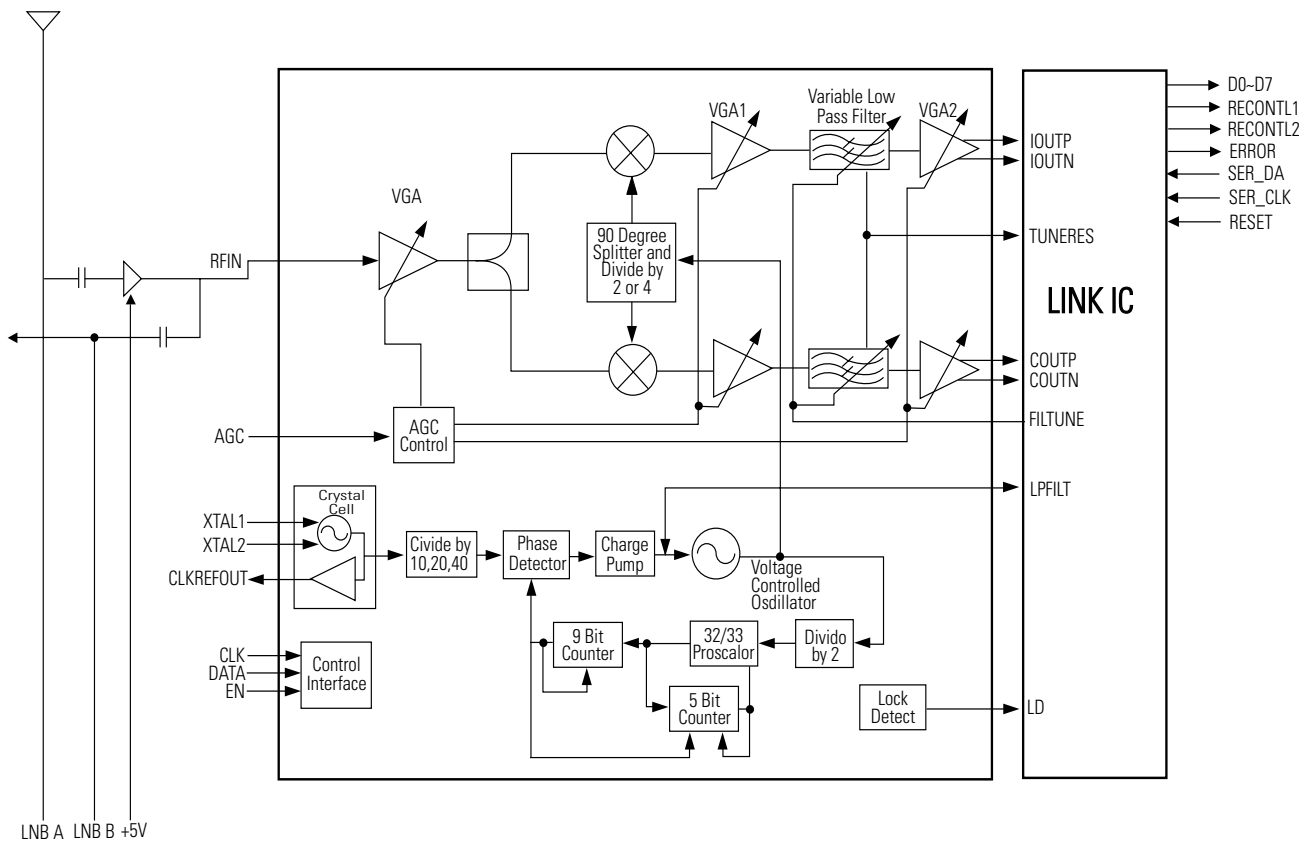 D0~D7
RECONTL1
RECONTL2
ERROR
SER_DA
SER_CLK
RESET
VGA
VGA1
Variable Low
Pass Filter
VGA2
IOUTP
IOUTN
RFIN
90 Degree
Splitter and
Divide by
2 or 4
TUNERES
LINK IC
COUTP
COUTN
FILTUNE
AGC
AGC
Control
LPFILT
XTAL1
XTAL2
CLKREFOUT
Crystal
Cell
Civide by
10,20,40
Phase
Detector
Charge
Pump
Voltage
Controlled
Osdillator
9 Bit
Counter
32/33
Proscalor
Divido
by 2
5 Bit
Counter
CLK
DATA
EN
Control
Interface
Lock
Detect
LD
LNB A LNB B +5V